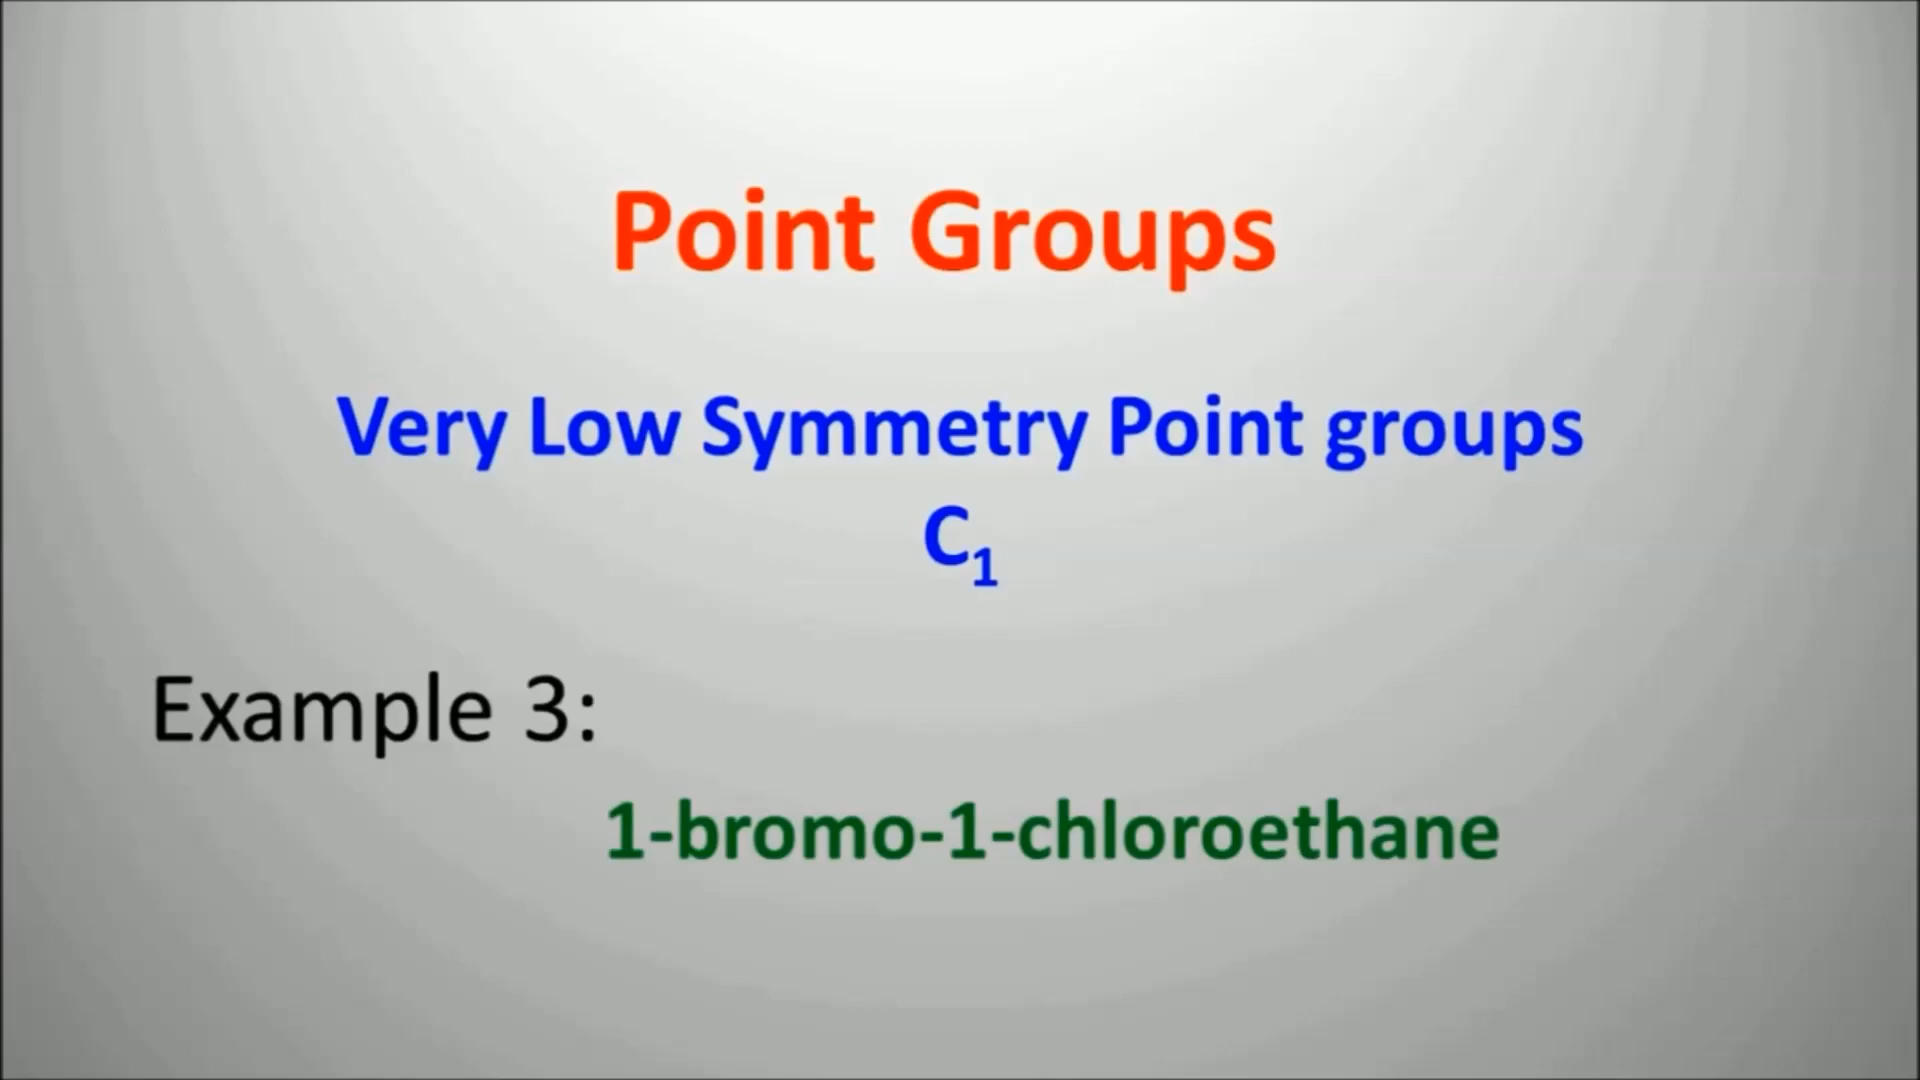 Point Groups
Very Low Symmetry Point groups
C₁
Example 3:
1-bromo-1-chloroethane